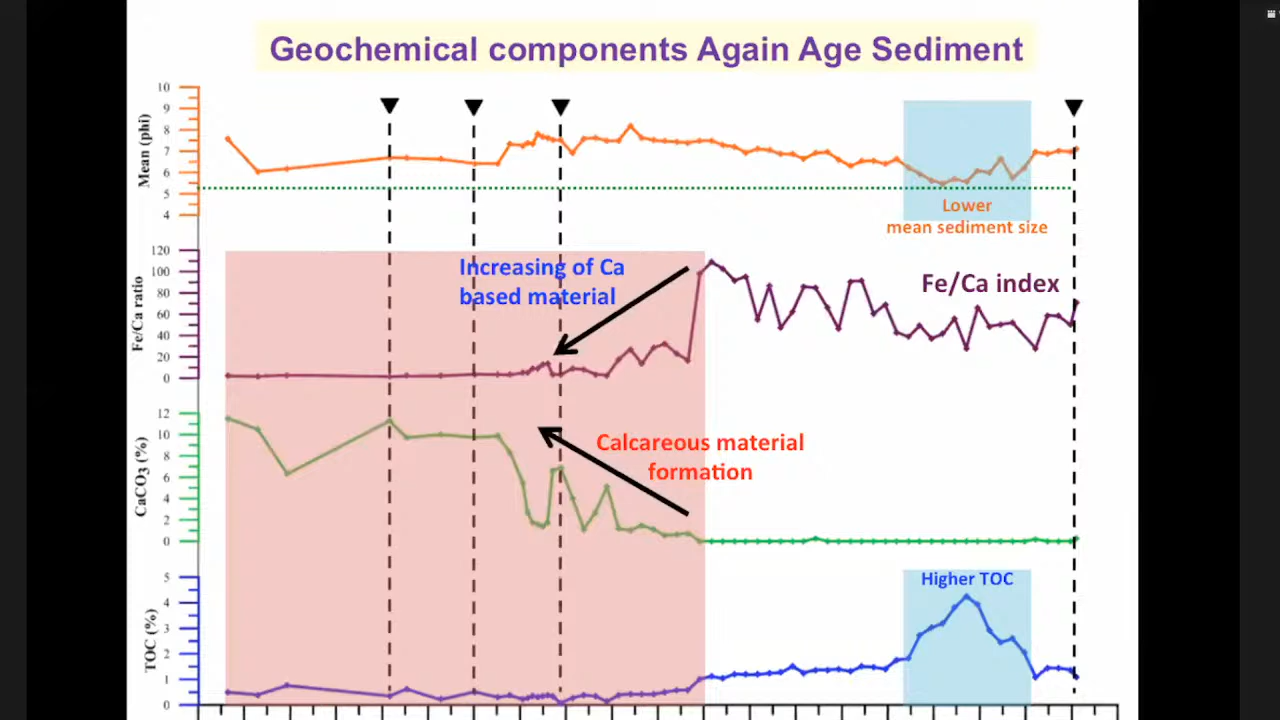 Geochemical components Again Age Sediment
10
9
8
7
6
5
4
Mean (phi)
Lower
mean sediment size
120
100
80
60
40
20
0
Fe/Ca ratio
Increasing of Ca
based material
Fe/Ca index
12
10
8
6
4
2
0
CaCO3 (%)
Calcareous material
formation
5
4
3
2
1
0
TOC (%)
Higher TOC